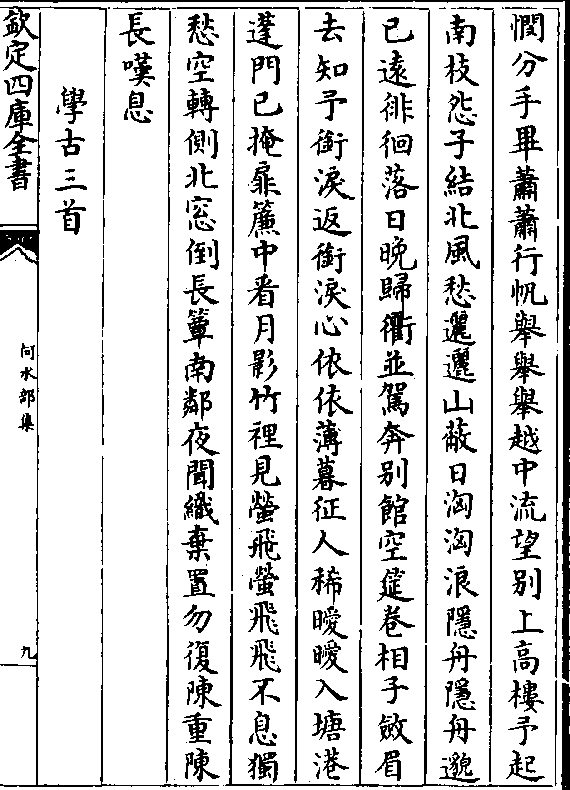 憫分手畢蕭蕭行帆舉舉舉越中流望别上高樓予起
南枝怨子結北風愁邐邐山蔽日洶洶浪隱舟隱舟邈
已遠徘徊落日晚歸衢並駕奔别館空筵卷相子斂眉
去知予銜淚返銜淚心依依薄暮征人稀曖曖入塘港
蓬門已掩扉簾中看月影竹裡見螢飛螢飛飛不息獨
愁空轉側北窓倒長簟南鄰夜聞織棄置勿復陳重陳
長嘆息
學古三首
欽定四庫全書
何水部集
九